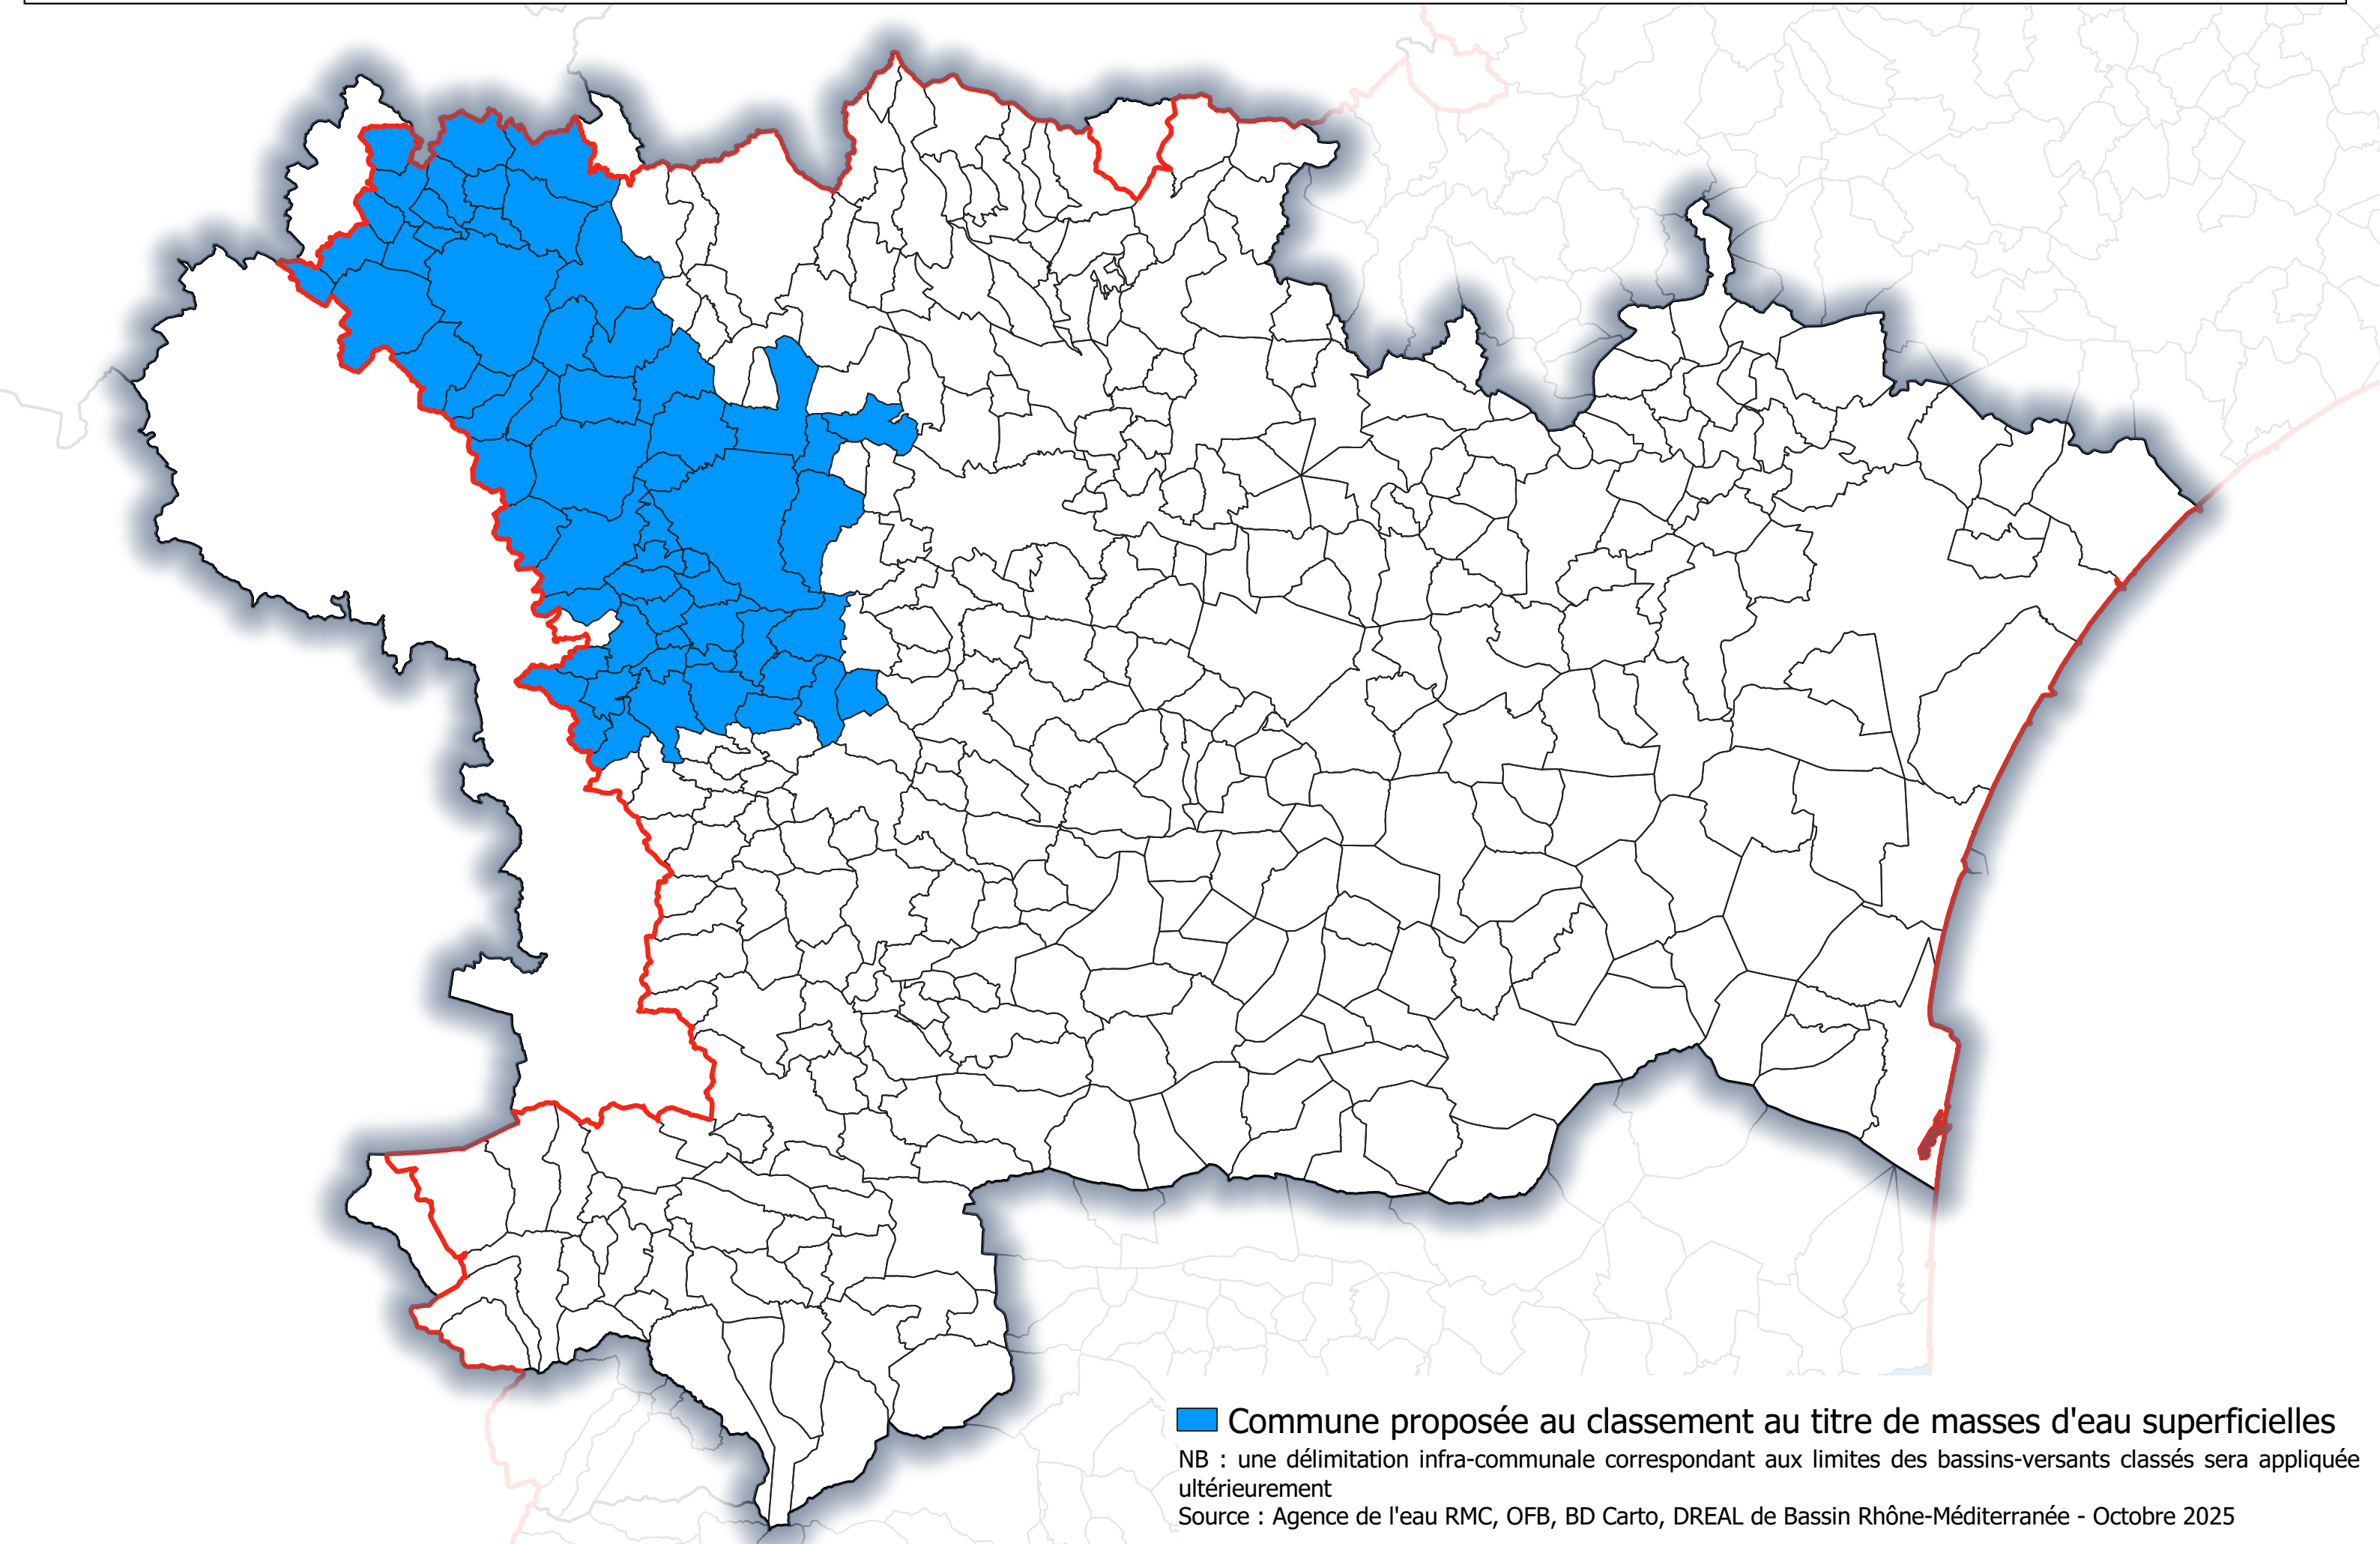 Commune proposée au classement au titre de masses d'eau superficielles
NB : une délimitation infra-communale correspondant aux limites des bassins-versants classés sera appliquée
ultérieurement
Source : Agence de l'eau RMC, OFB, BD Carto, DREAL de Bassin Rhône-Méditerranée - Octobre 2025